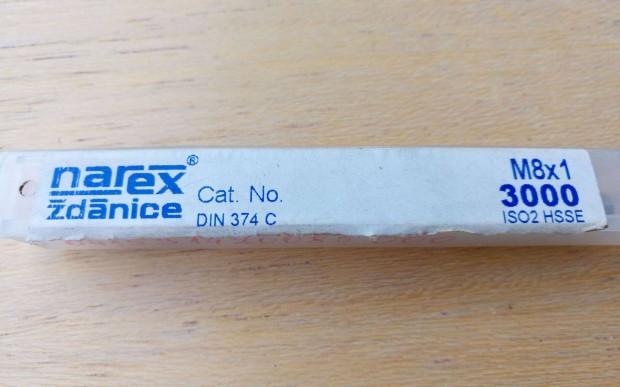 narex®
ždánice
Cat. No.
DIN 374 C
M8x1
3000
ISO2 HSSE